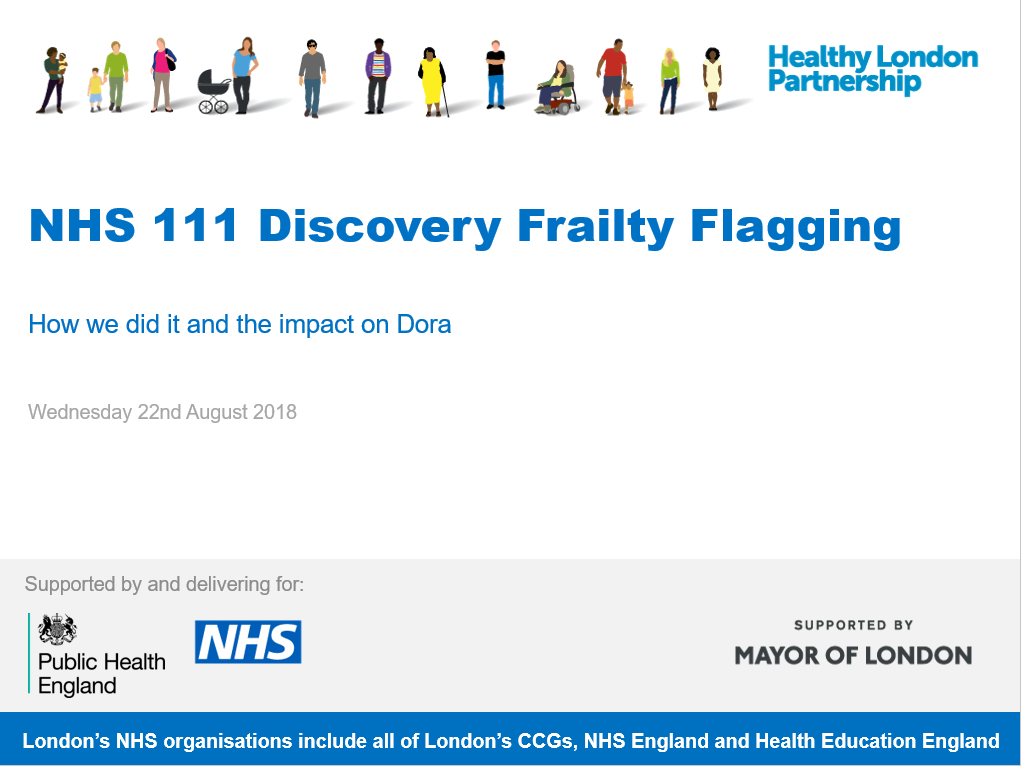 Healthy London
Partnership
NHS 111 Discovery Frailty Flagging
How we did it and the impact on Dora
Wednesday 22nd August 2018
Supported by and delivering for:
Public Health
England
NHS
SUPPORTED BY
MAYOR OF LONDON
London’s NHS organisations include all of London’s CCGs, NHS England and Health Education England